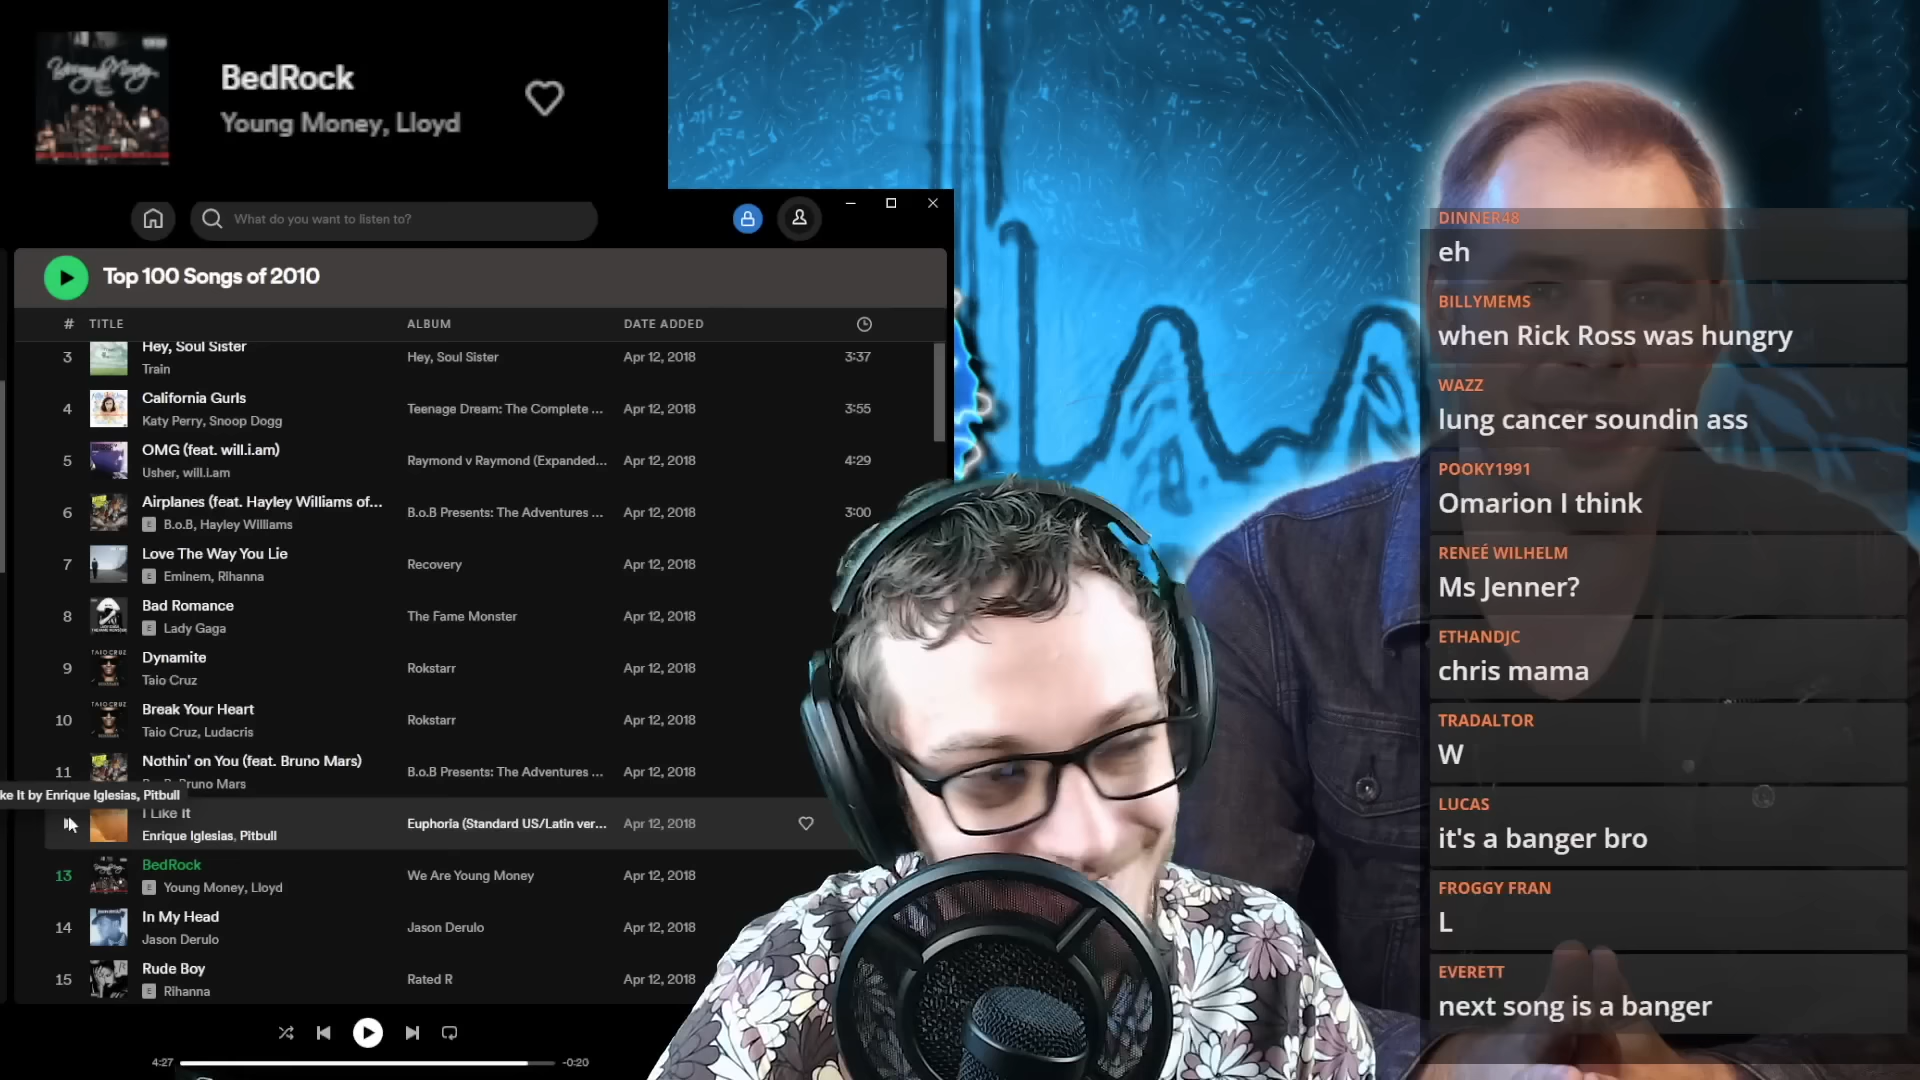 BedRock
Young Money, Lloyd
What do you want to listen to?
Top 100 Songs of 2010
# TITLE ALBUM DATE ADDED
3 Hey, Soul Sister Hey, Soul Sister Apr 12, 2018 3:37
Train
4 California Gurls Teenage Dream: The Complete ... Apr 12, 2018 3:55
Katy Perry, Snoop Dogg
5 OMG (feat. will.i.am) Raymond v Raymond (Expanded... Apr 12, 2018 4:29
Usher, will.i.am
6 Airplanes (feat. Hayley Williams of... B.o.B Presents: The Adventures ... Apr 12, 2018 3:00
E B.o.B, Hayley Williams
7 Love The Way You Lie Recovery Apr 12, 2018
E Eminem, Rihanna
8 Bad Romance The Fame Monster Apr 12, 2018
E Lady Gaga
9 Dynamite Rokstarr Apr 12, 2018
Taio Cruz
10 Break Your Heart Rokstarr Apr 12, 2018
Taio Cruz, Ludacris
11 Nothin' on You (feat. Bruno Mars) B.o.B Presents: The Adventures ... Apr 12, 2018
Bruno Mars
ke It by Enrique Iglesias, Pitbull
I Like It Euphoria (Standard US/Latin ver... Apr 12, 2018
Enrique Iglesias, Pitbull
13 BedRock We Are Young Money Apr 12, 2018
E Young Money, Lloyd
14 In My Head Jason Derulo Apr 12, 2018
Jason Derulo
15 Rude Boy Rated R Apr 12, 2018
E Rihanna
4:27 -0:20
DINNER48
eh
BILLYMEMS
when Rick Ross was hungry
WAZZ
lung cancer soundin ass
POOKY1991
Omarion I think
RENEÉ WILHELM
Ms Jenner?
ETHANDJC
chris mama
TRADALTOR
W
LUCAS
it's a banger bro
FROGGY FRAN
L
EVERETT
next song is a banger